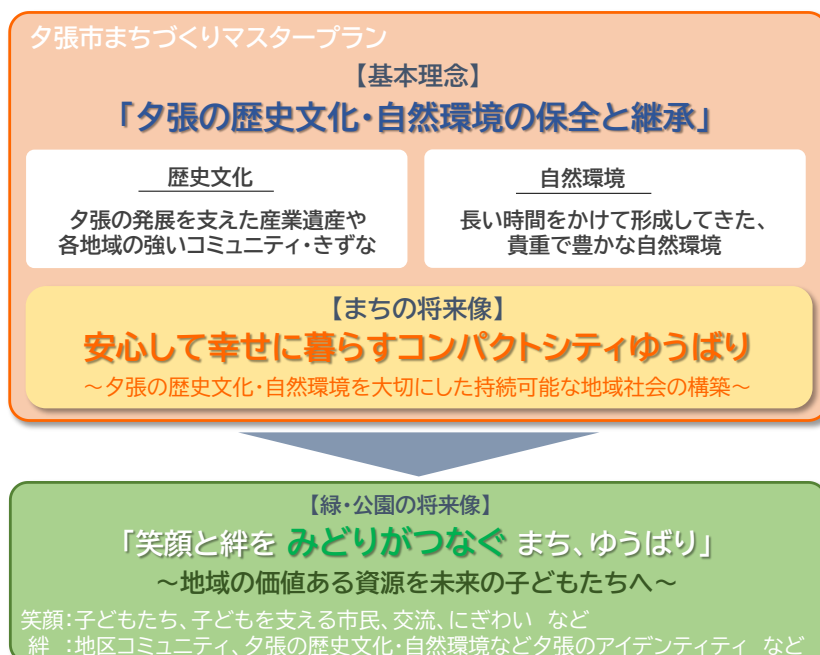 夕張市まちづくりマスタープラン
【基本理念】
「夕張の歴史文化・自然環境の保全と継承」
歴史文化
夕張の発展を支えた産業遺産や
各地域の強いコミュニティ・きずな
自然環境
長い時間をかけて形成してきた、
貴重で豊かな自然環境
【まちの将来像】
安心して幸せに暮らすコンパクトシティゆうばり
～夕張の歴史文化・自然環境を大切にした持続可能な地域社会の構築～
【緑・公園の将来像】
「笑顔と絆を みどりがつなぐ まち、ゆうばり」
～地域の価値ある資源を未来の子どもたちへ～
笑顔：子どもたち、子どもを支える市民、交流、にぎわい など
絆 ：地区コミュニティ、夕張の歴史文化・自然環境など夕張のアイデンティティ など